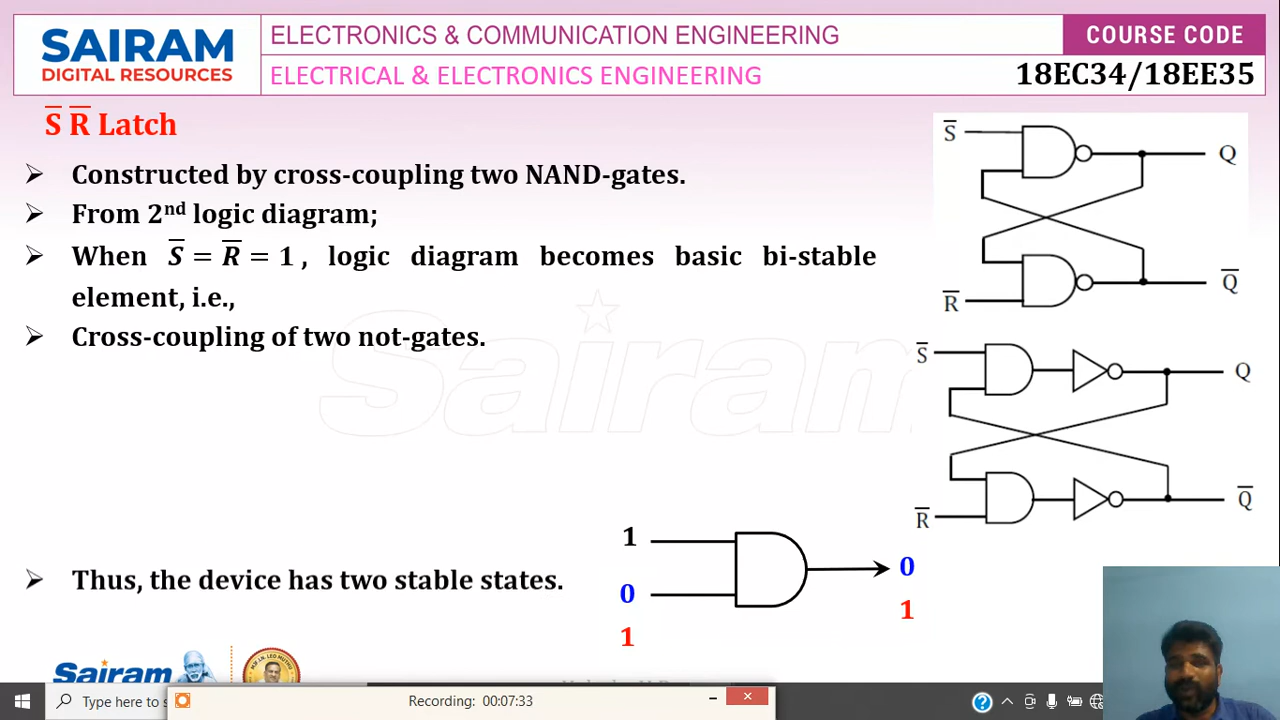 SAIRAM
DIGITAL RESOURCES
ELECTRONICS & COMMUNICATION ENGINEERING
COURSE CODE
ELECTRICAL & ELECTRONICS ENGINEERING
18EC34/18EE35
S̅ R̅ Latch
➢ Constructed by cross-coupling two NAND-gates.
➢ From 2nd logic diagram;
➢ When S̅ = R̅ = 1 , logic diagram becomes basic bi-stable
element, i.e.,
➢ Cross-coupling of two not-gates.
S̅
Q
R̅
Q̅
S̅
Q
R̅
Q̅
Sairam
1
0
1
0
1
➢ Thus, the device has two stable states.
Sairam
Type here to s
Recording: 00:07:33